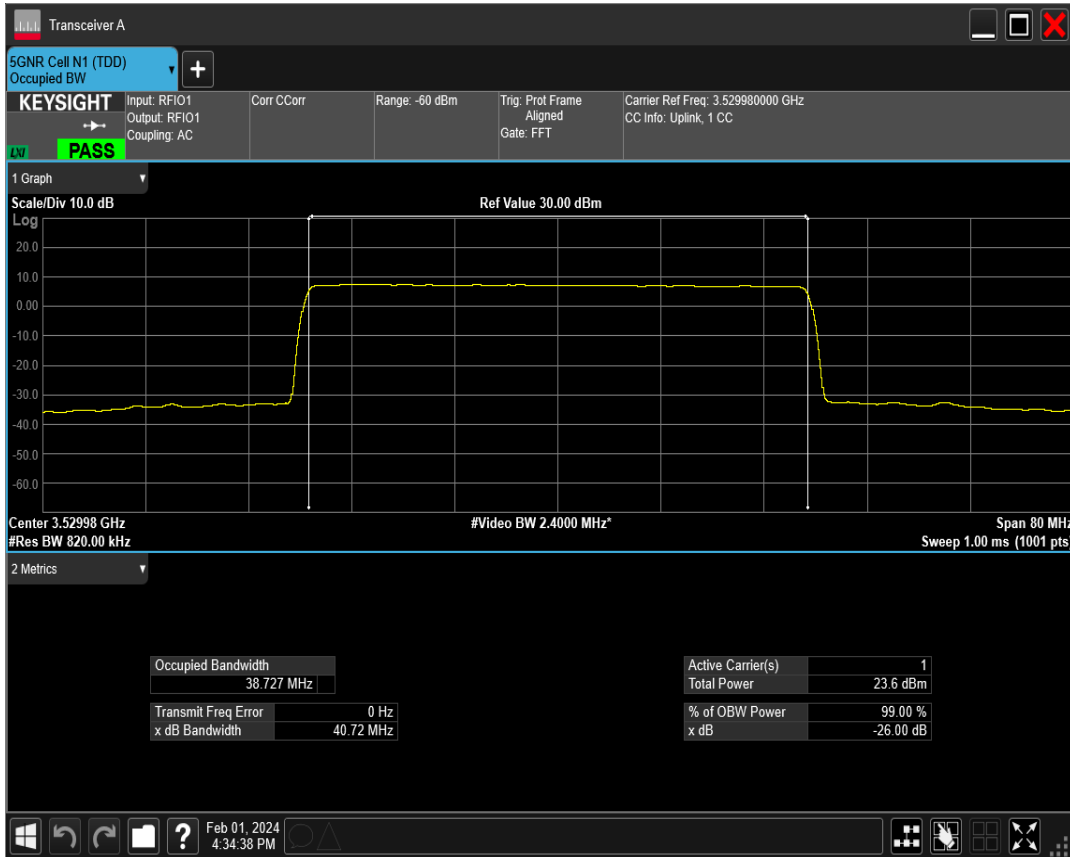 Transceiver A
5GNR Cell N1 (TDD)
Occupied BW
KEYSIGHT
LXI
PASS
Input: RFIO1
Output: RFIO1
Coupling: AC
Corr CCorr
Range: -60 dBm
Trig: Prot Frame
Aligned
Gate: FFT
Carrier Ref Freq: 3.529980000 GHz
CC Info: Uplink, 1 CC
1 Graph
Scale/Div 10.0 dB
Ref Value 30.00 dBm
Log
20.0
10.0
0.00
-10.0
-20.0
-30.0
-40.0
-50.0
-60.0
Center 3.52998 GHz
#Video BW 2.4000 MHz*
Span 80 MHz
#Res BW 820.00 kHz
Sweep 1.00 ms (1001 pts)
2 Metrics
Occupied Bandwidth
38.727 MHz
Transmit Freq Error 0 Hz
x dB Bandwidth 40.72 MHz
Active Carrier(s) 1
Total Power 23.6 dBm
% of OBW Power 99.00 %
x dB -26.00 dB
?
Feb 01, 2024
4:34:38 PM